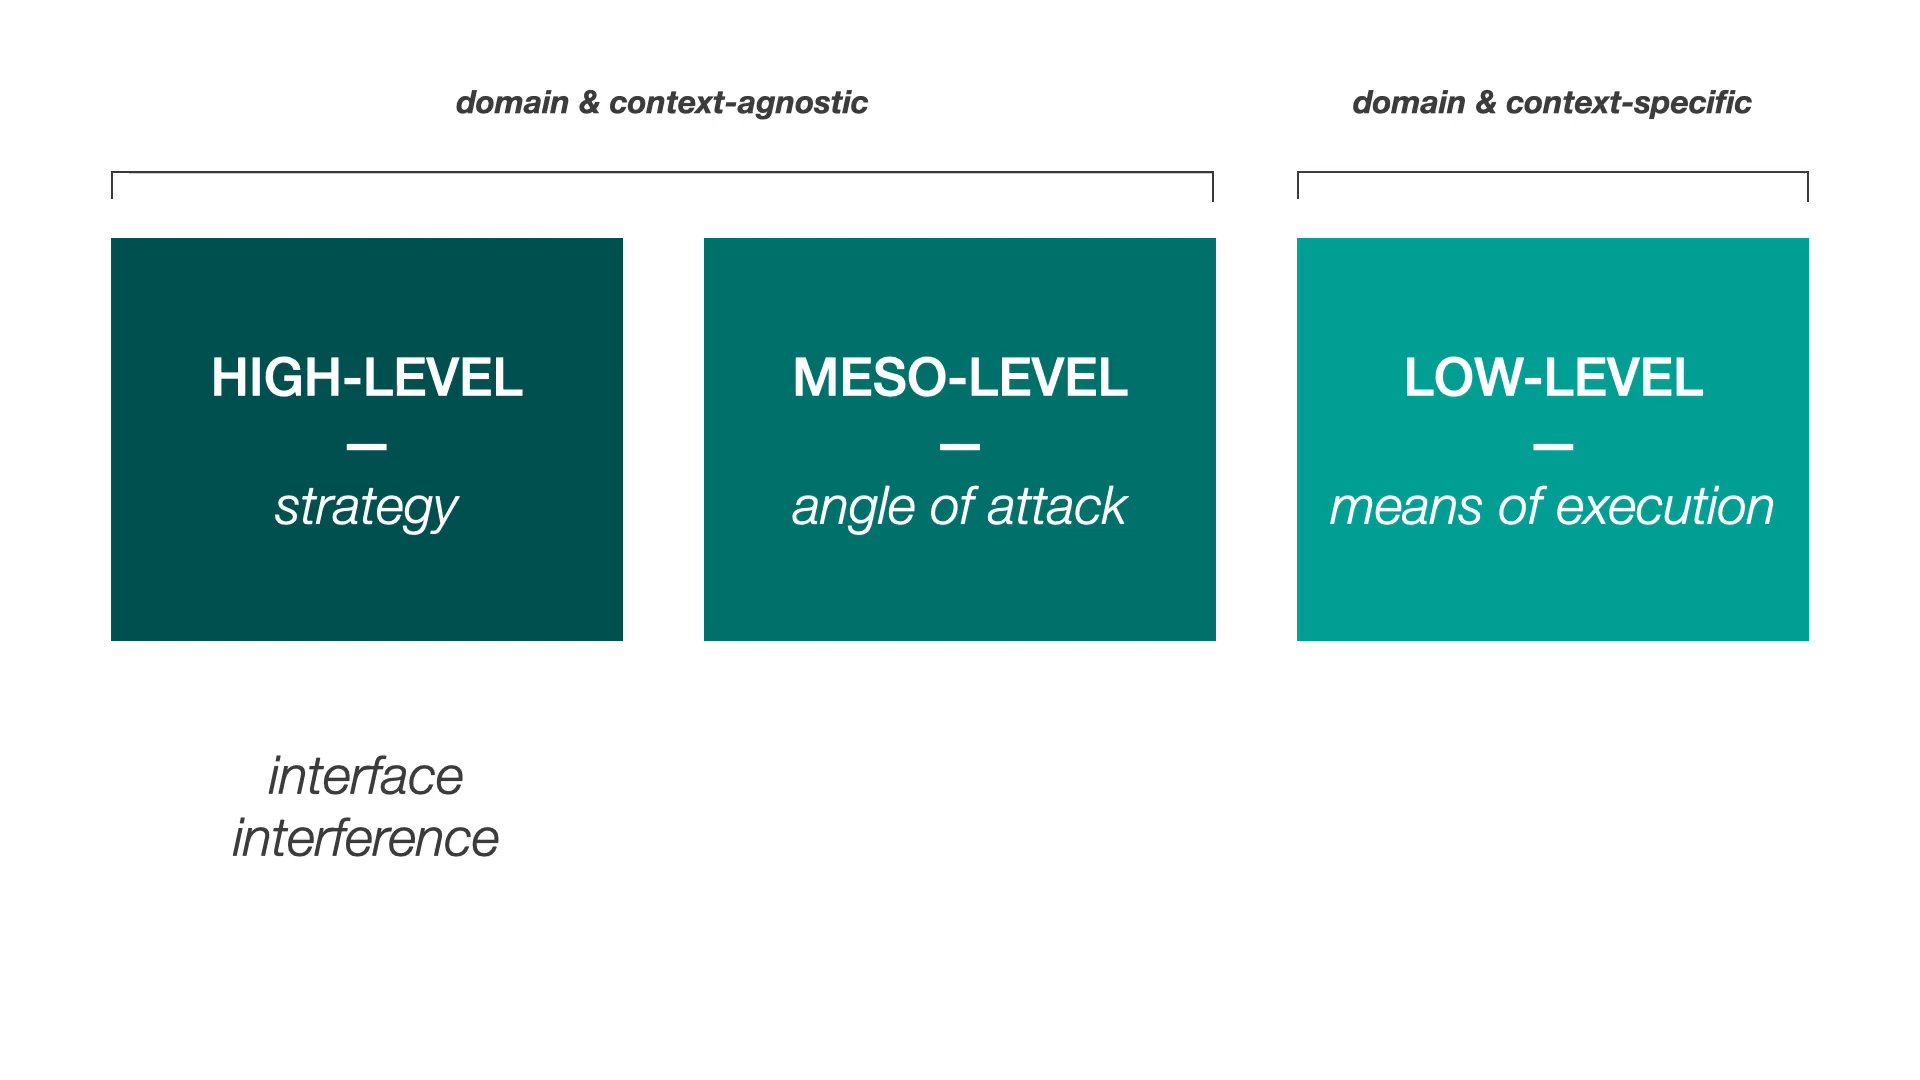 domain & context-agnostic
domain & context-specific
HIGH-LEVEL
–
strategy
MESO-LEVEL
–
angle of attack
LOW-LEVEL
–
means of execution
interface
interference